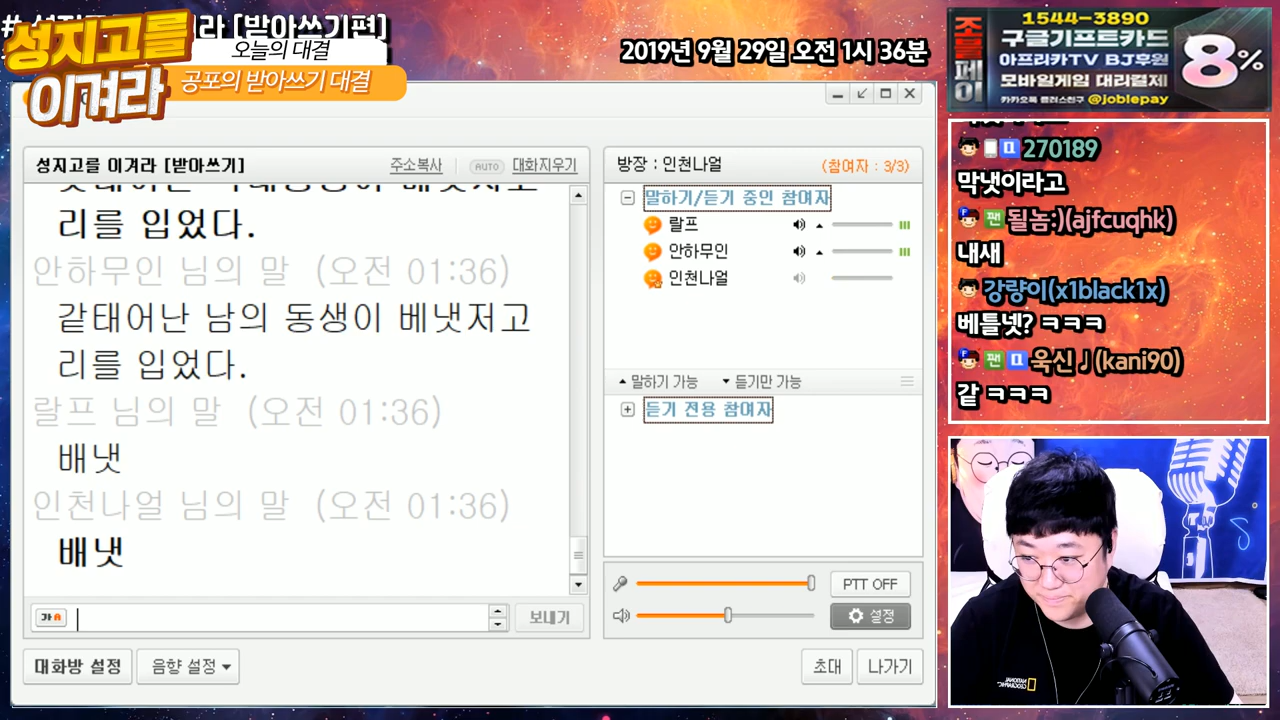 성지고를
이겨라
오늘의 대결
공포의 받아쓰기 대결
라 [받아쓰기편]
2019년 9월 29일 오전 1시 36분
조블페이
1544-3890
구글기프트카드
아프리카TV BJ후원
모바일게임 대리결제
카카오톡 플러스친구 @joblepay
8%
성지고를 이겨라 [받아쓰기]
주소복사
AUTO
대화지우기
리를 입었다.
안하무인 님의 말 (오전 01:36)
같태어난 남의 동생이 베냇저고
리를 입었다.
랄프 님의 말 (오전 01:36)
배냇
인천나얼 님의 말 (오전 01:36)
배냇
가
보내기
대화방 설정
음향 설정
방장 : 인천나얼
(참여자 : 3/3)
말하기/듣기 중인 참여자
랄프
안하무인
인천나얼
말하기 가능
듣기만 가능
듣기 전용 참여자
PTT OFF
설정
초대
나가기
270189
막냇이라고
팬 될놈:)(ajfcuqhk)
내새
강량이(x1black1x)
베틀넷? ㅋㅋㅋ
팬 욱신♩(kani90)
같 ㅋㅋㅋ
NATIONAL
GEOGRAPHIC